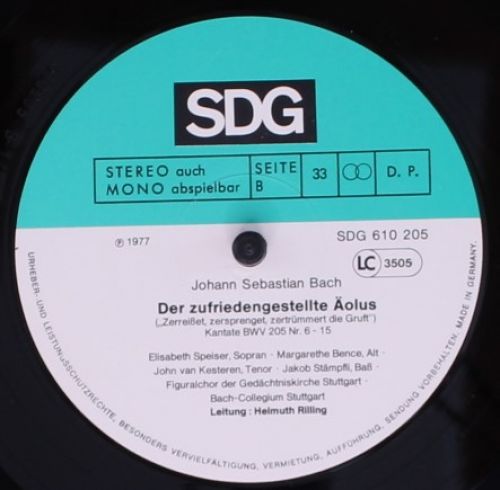 SDG
STEREO auch
MONO abspielbar
SEITE
B
33
D. P.
℗ 1977
SDG 610 205
LC 3505
Johann Sebastian Bach
Der zufriedengestellte Äolus
(„Zerreißet, zersprenget, zertrümmert die Gruft")
Kantate BWV 205 Nr. 6 - 15
Elisabeth Speiser, Sopran · Margarethe Bence, Alt ·
John van Kesteren, Tenor · Jakob Stämpfli, Baß ·
Figuralchor der Gedächtniskirche Stuttgart ·
Bach-Collegium Stuttgart
Leitung: Helmuth Rilling
URHEBER- UND LEISTUNGSSCHUTZRECHTE, BESONDERS VERVIELFÄLTIGUNG, VERMIETUNG, AUFFÜHRUNG, SENDUNG VORBEHALTEN. MADE IN GERMANY.